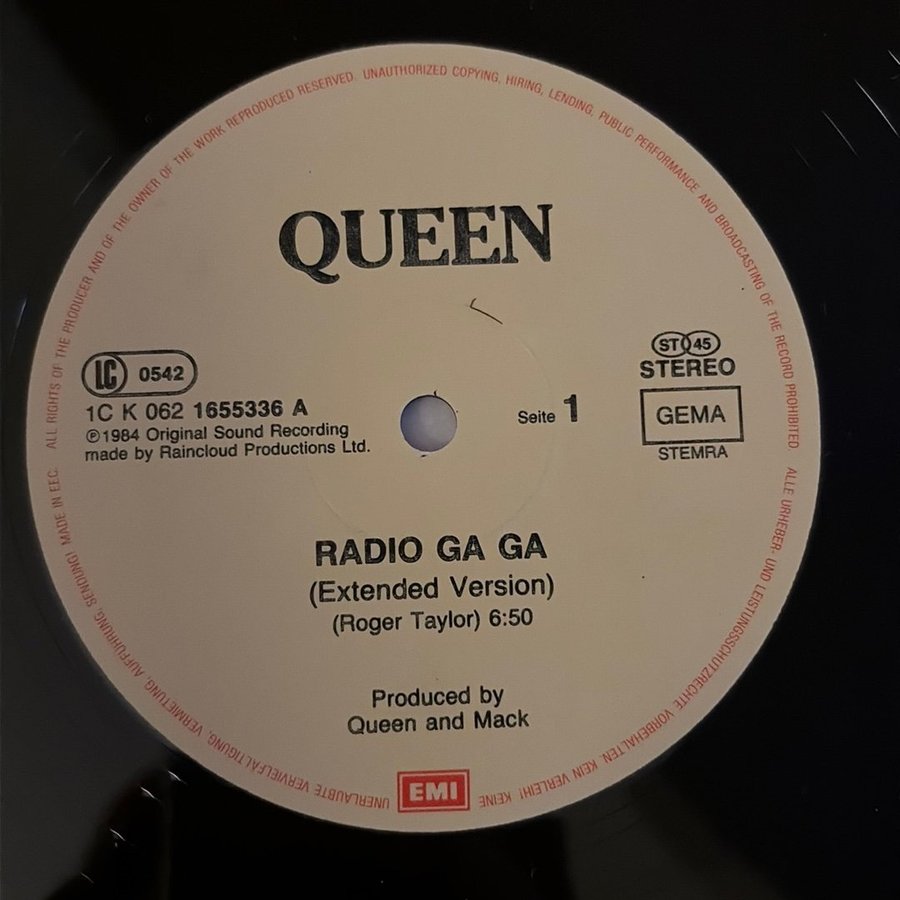 ALL RIGHTS OF THE PRODUCER AND OF THE OWNER OF THE WORK REPRODUCED RESERVED. UNAUTHORIZED COPYING, HIRING, LENDING, PUBLIC PERFORMANCE AND BROADCASTING OF THE RECORD PROHIBITED.
ALLE URHEBER- UND LEISTUNGSSCHUTZRECHTE VORBEHALTEN. KEIN VERLEIH! KEINE UNERLAUBTE VERVIELFÄLTIGUNG, VERMIETUNG, AUFFÜHRUNG, SENDUNG! MADE IN EEC.
QUEEN
LC 0542
1C K 062 1655336 A
℗1984 Original Sound Recording
made by Raincloud Productions Ltd.
Seite 1
ST 45
STEREO
GEMA
STEMRA
RADIO GA GA
(Extended Version)
(Roger Taylor) 6:50
Produced by
Queen and Mack
EMI